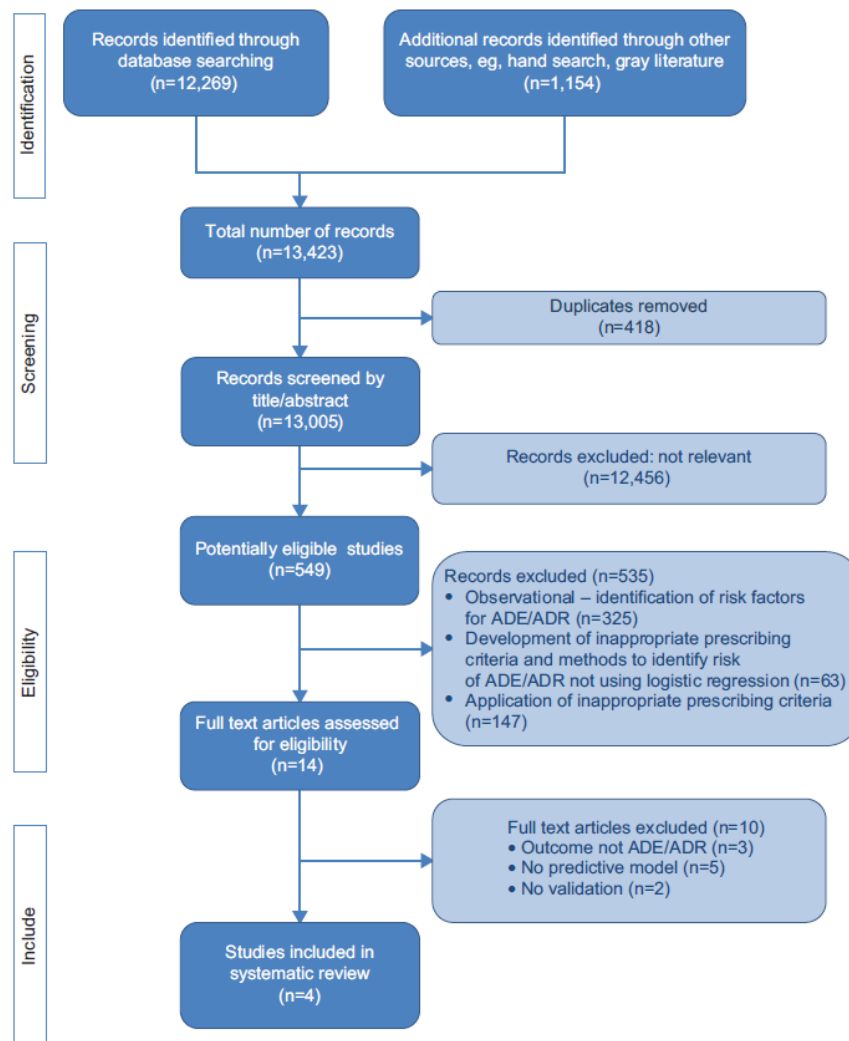 Identification
Records identified through
database searching
(n=12,269)
Additional records identified through other
sources, eg, hand search, gray literature
(n=1,154)
Screening
Total number of records
(n=13,423)
Duplicates removed
(n=418)
Records screened by
title/abstract
(n=13,005)
Records excluded: not relevant
(n=12,456)
Eligibility
Potentially eligible studies
(n=549)
Records excluded (n=535)
• Observational – identification of risk factors
for ADE/ADR (n=325)
• Development of inappropriate prescribing
criteria and methods to identify risk
of ADE/ADR not using logistic regression (n=63)
• Application of inappropriate prescribing criteria
(n=147)
Full text articles assessed
for eligibility
(n=14)
Include
Full text articles excluded (n=10)
• Outcome not ADE/ADR (n=3)
• No predictive model (n=5)
• No validation (n=2)
Studies included in
systematic review
(n=4)